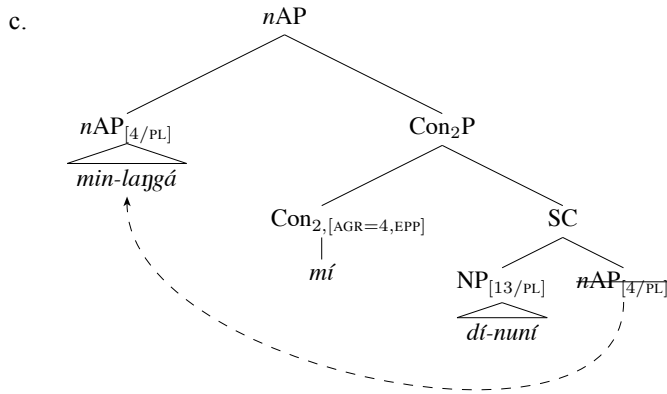 c.
nAP
nAP[4/PL] Con₂P
min-laŋgá
Con₂,[AGR=4,EPP] SC
mí
NP[13/PL] nAP[4/PL]
dí-nuní